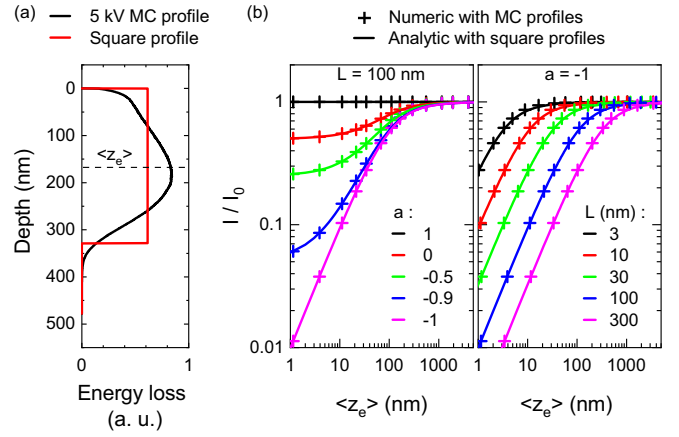 (a)
5 kV MC profile
Square profile
0
100
200
300
400
500
Depth (nm)
<z_e>
0
1
Energy loss
(a. u.)
(b)
Numeric with MC profiles
Analytic with square profiles
L = 100 nm
a = -1
1
0.1
0.01
I / I_0
a :
1
0
-0.5
-0.9
-1
L (nm) :
3
10
30
100
300
1
10
100
1000
1
10
100
1000
<z_e> (nm)
<z_e> (nm)